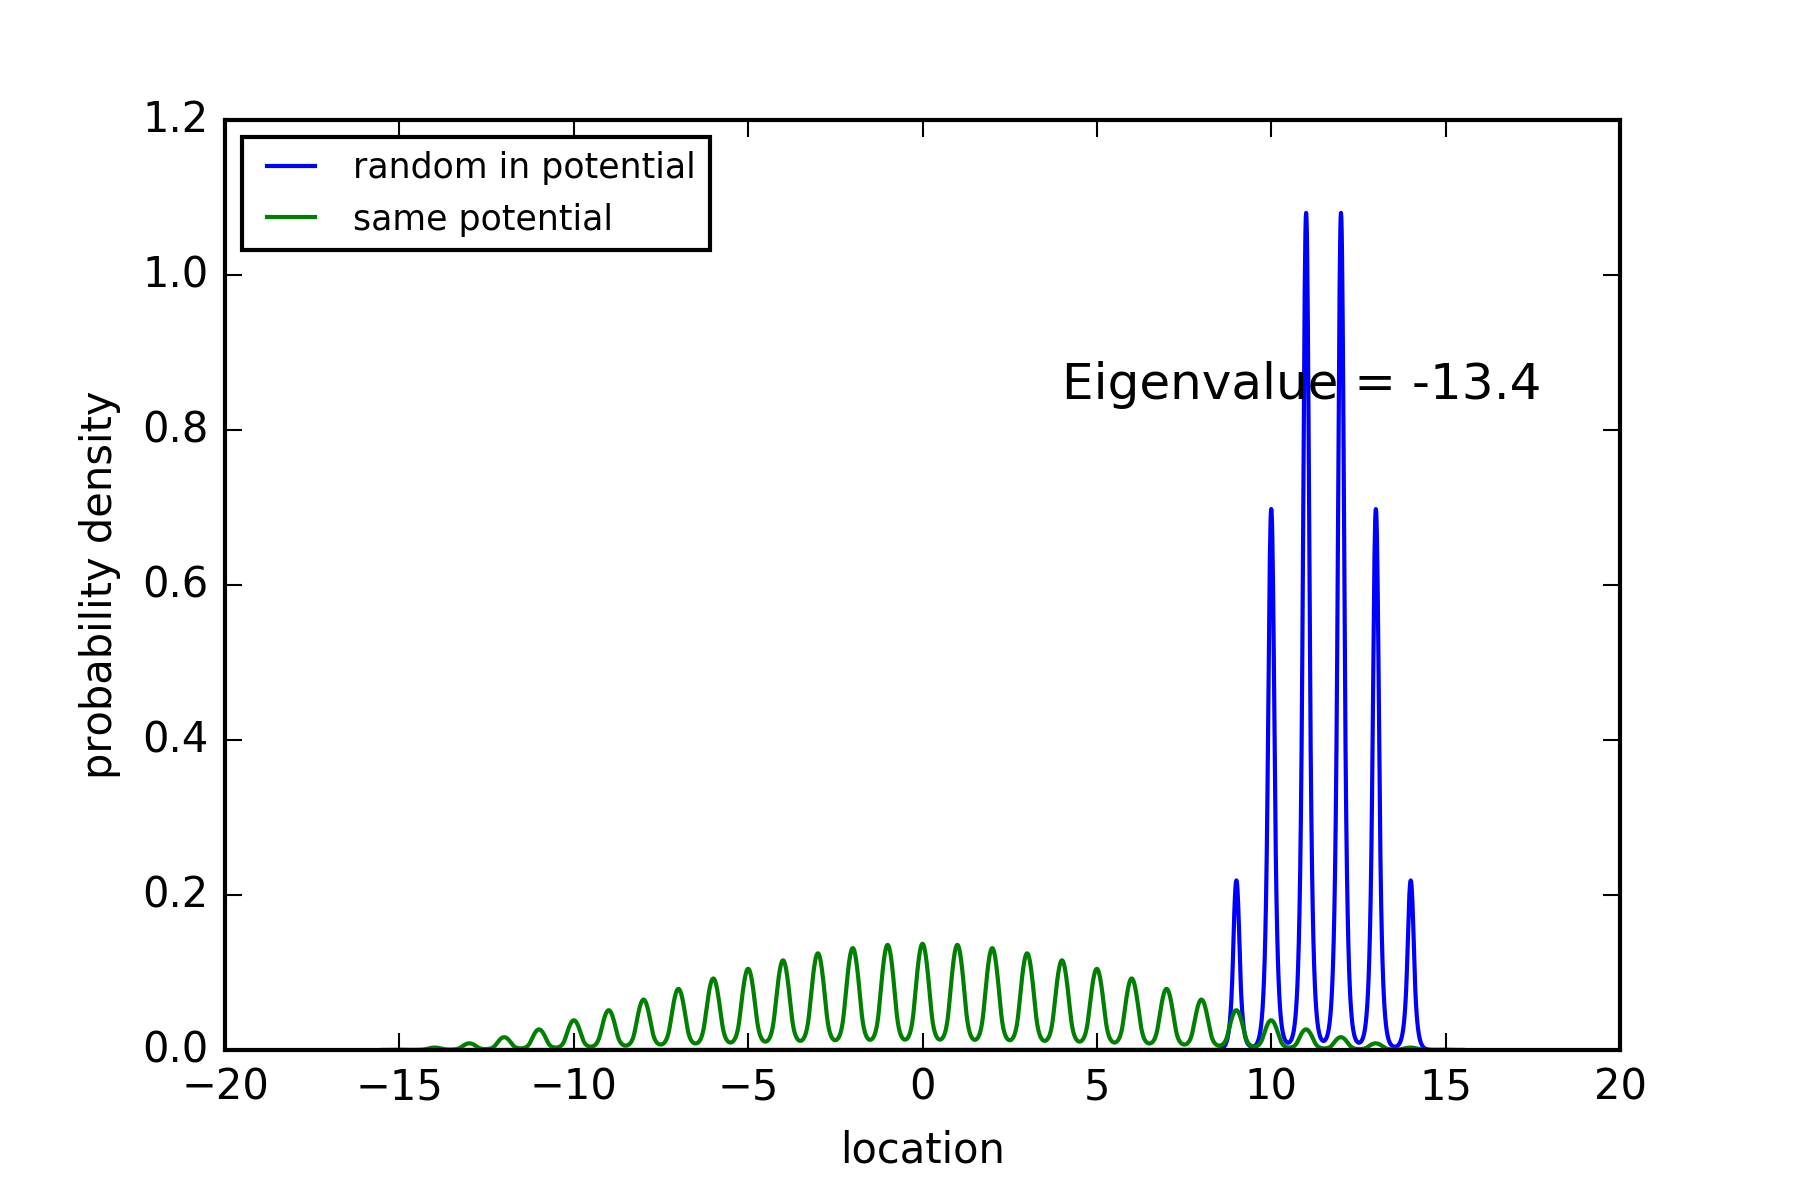 1.2
random in potential
same potential
1.0
Eigenvalue = -13.4
0.8
probability density
0.6
0.4
0.2
0.0
−20 −15 −10 −5 0 5 10 15 20
location